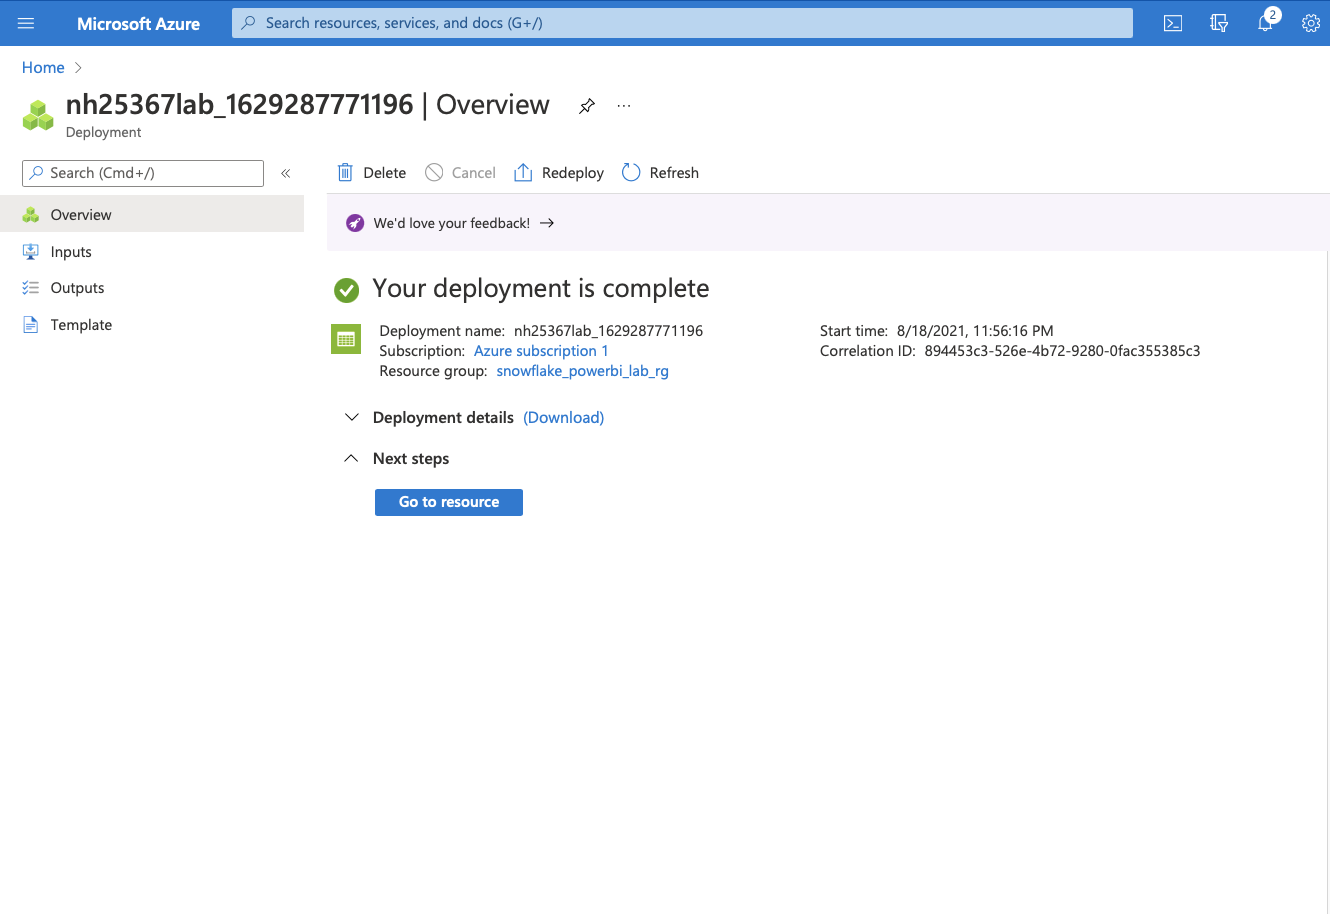 Microsoft Azure
Search resources, services, and docs (G+/)
2
Home
nh25367lab_1629287771196 | Overview
Deployment
Search (Cmd+/)
Overview
Inputs
Outputs
Template
Delete
Cancel
Redeploy
Refresh
We'd love your feedback!
Your deployment is complete
Deployment name: nh25367lab_1629287771196
Subscription: Azure subscription 1
Resource group: snowflake_powerbi_lab_rg
Start time: 8/18/2021, 11:56:16 PM
Correlation ID: 894453c3-526e-4b72-9280-0fac355385c3
Deployment details (Download)
Next steps
Go to resource